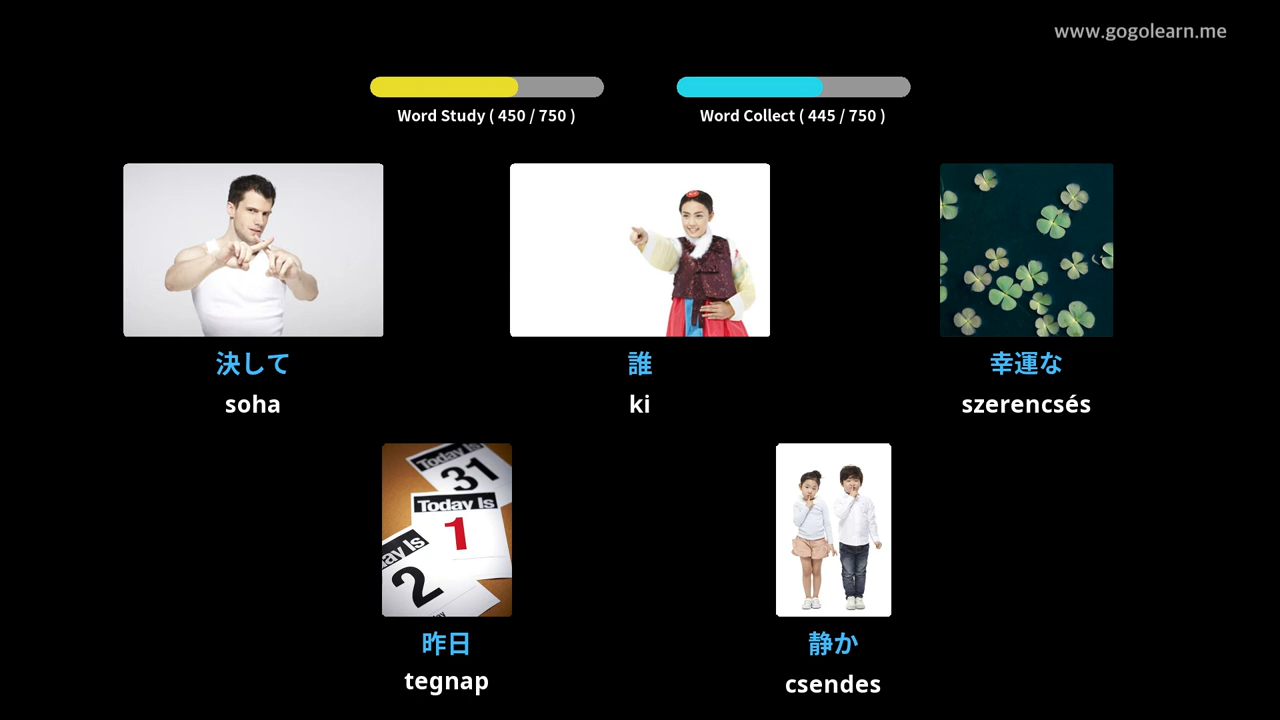 www.gogolearn.me
Word Study ( 450 / 750 )
Word Collect ( 445 / 750 )
決して
soha
誰
ki
幸運な
szerencsés
Today Is
31
Today Is
1
ay Is
2
昨日
tegnap
静か
csendes